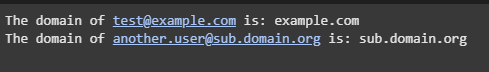 The domain of test@example.com is: example.com
The domain of another.user@sub.domain.org is: sub.domain.org